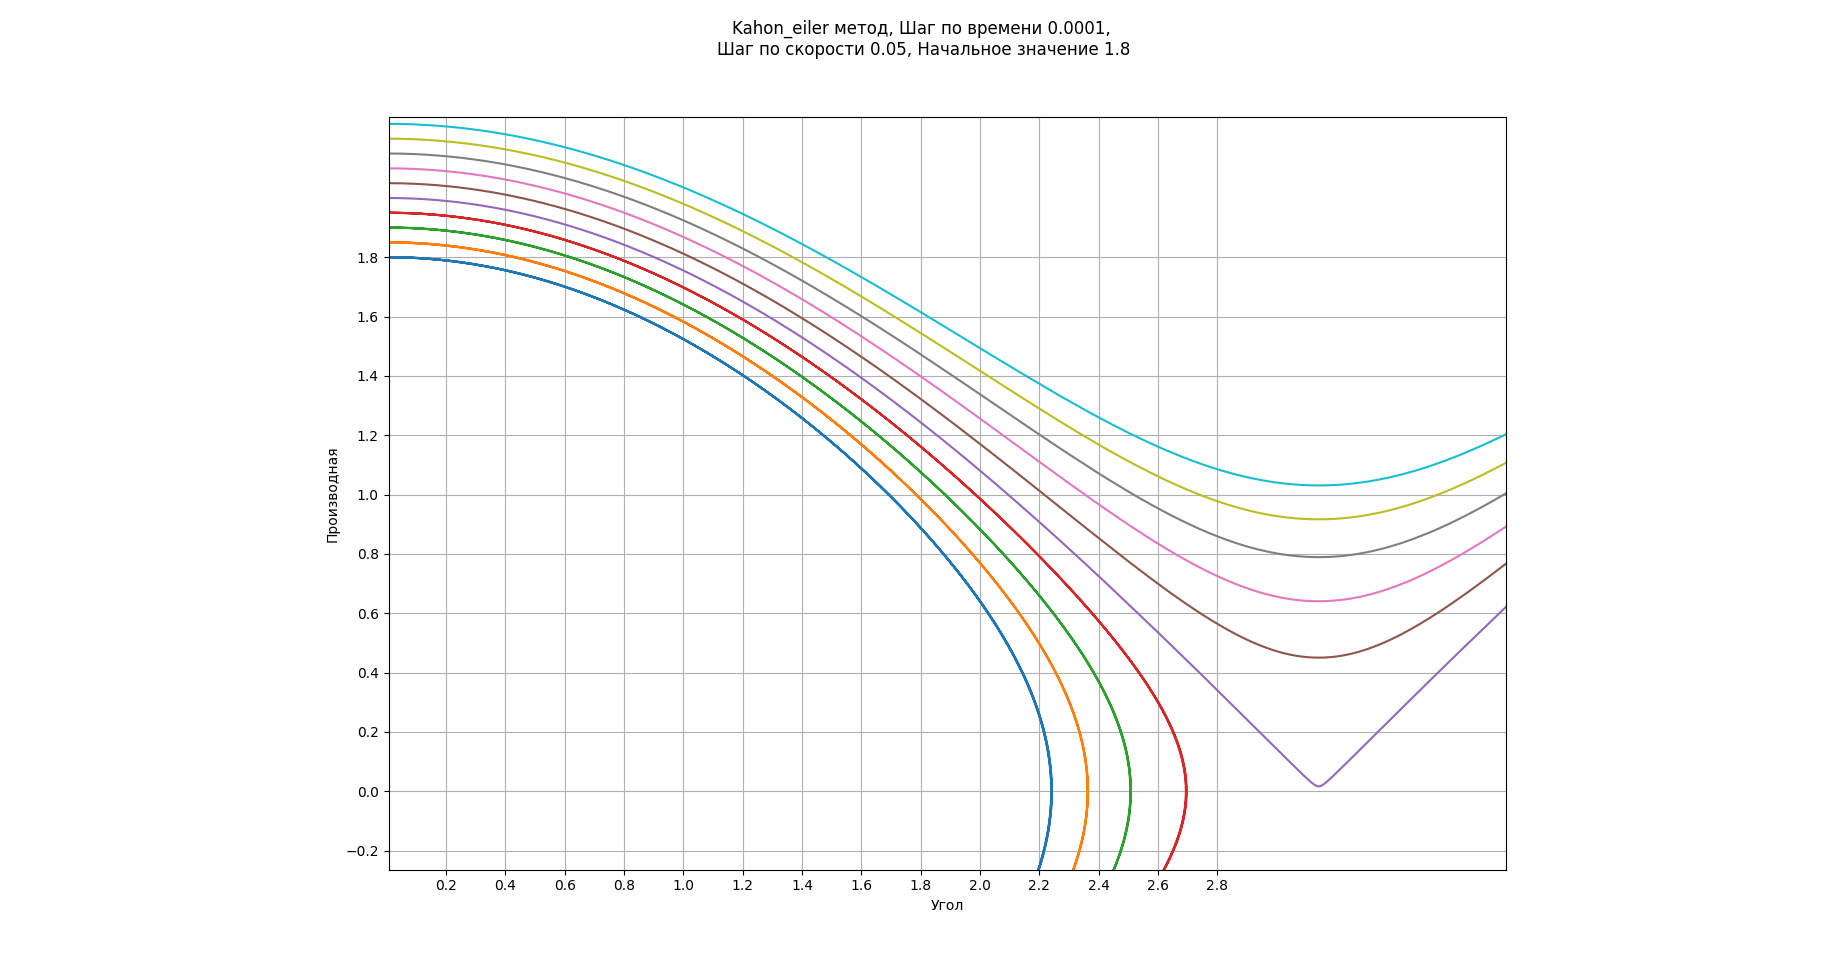 Kahon_eiler метод, Шаг по времени 0.0001,
Шаг по скорости 0.05, Начальное значение 1.8
Производная
1.8
1.6
1.4
1.2
1.0
0.8
0.6
0.4
0.2
0.0
−0.2
0.2 0.4 0.6 0.8 1.0 1.2 1.4 1.6 1.8 2.0 2.2 2.4 2.6 2.8
Угол